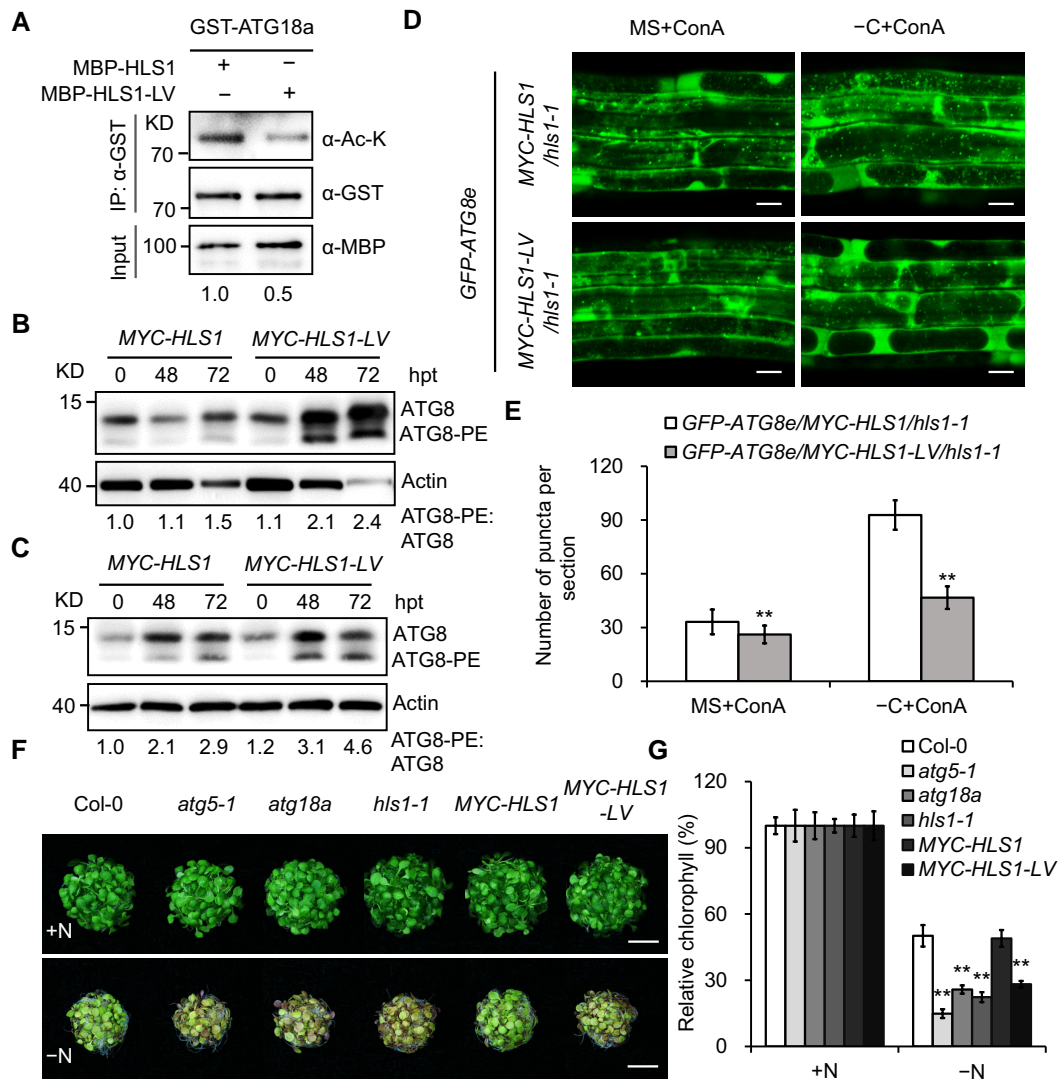 A
GST-ATG18a
MBP-HLS1 + −
MBP-HLS1-LV − +
IP: α-GST
KD
70
α-Ac-K
70
α-GST
Input
100
α-MBP
1.0 0.5
B
MYC-HLS1 MYC-HLS1-LV
KD 0 48 72 0 48 72 hpt
15
ATG8
ATG8-PE
40
Actin
1.0 1.1 1.5 1.1 2.1 2.4 ATG8-PE:
ATG8
C
MYC-HLS1 MYC-HLS1-LV
KD 0 48 72 0 48 72 hpt
15
ATG8
ATG8-PE
40
Actin
1.0 2.1 2.9 1.2 3.1 4.6 ATG8-PE:
ATG8
D
MS+ConA −C+ConA
GFP-ATG8e
MYC-HLS1
/hls1-1
MYC-HLS1-LV
/hls1-1
E
GFP-ATG8e/MYC-HLS1/hls1-1
GFP-ATG8e/MYC-HLS1-LV/hls1-1
Number of puncta per
section
120
90
60
30
0
**
**
MS+ConA −C+ConA
F
Col-0 atg5-1 atg18a hls1-1 MYC-HLS1 MYC-HLS1
-LV
+N
−N
G
Col-0
atg5-1
atg18a
hls1-1
MYC-HLS1
MYC-HLS1-LV
Relative chlorophyll (%)
120
90
60
30
0
** ** ** **
+N −N